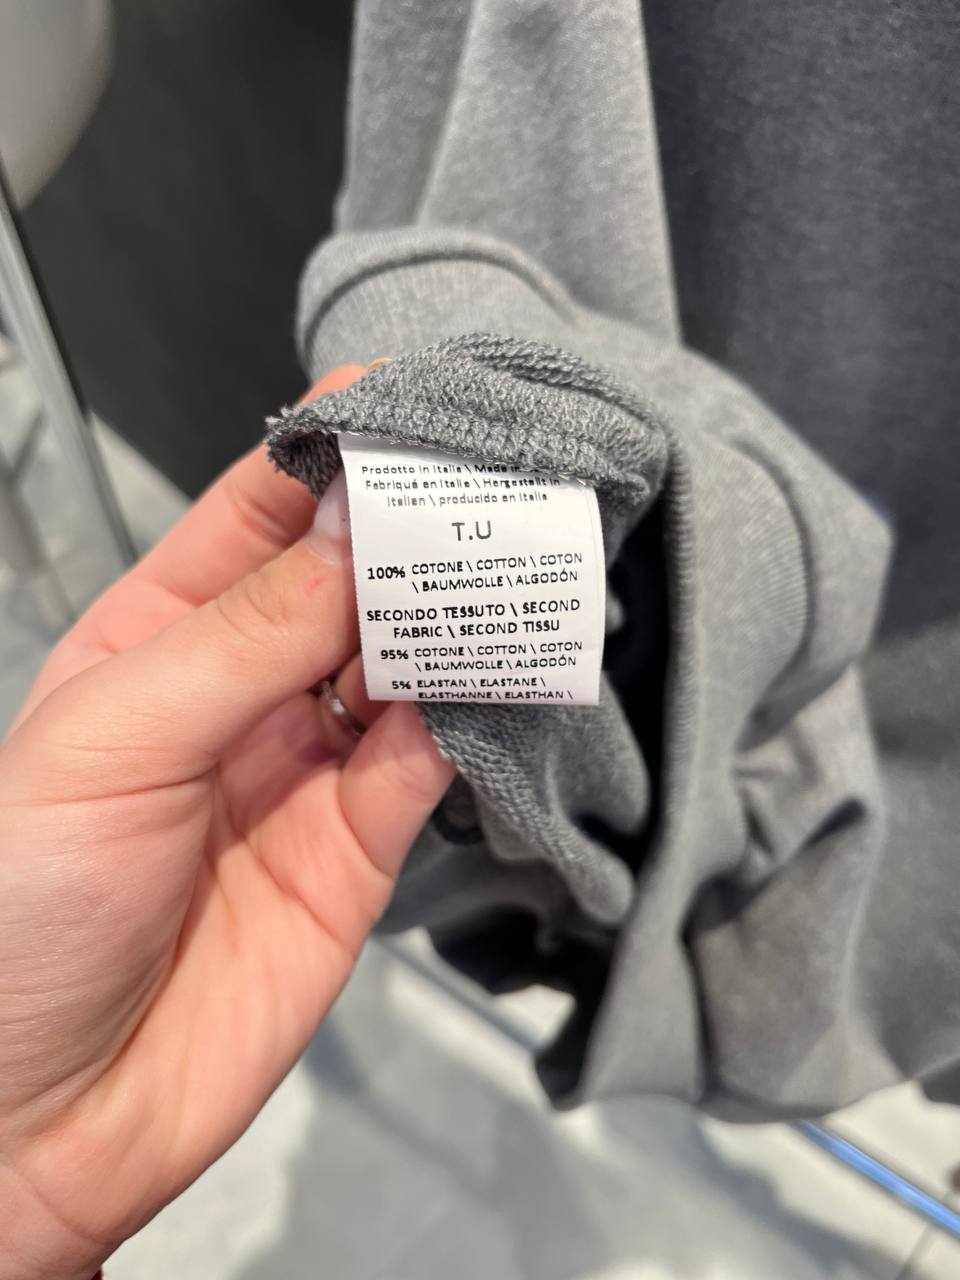 Prodotto in Italia \ Made in
Fabriqué en Italie \ Hergestellt in
Italien \ producido en Italia
T.U
100% COTONE \ COTTON \ COTON
\ BAUMWOLLE \ ALGODÓN
SECONDO TESSUTO \ SECOND
FABRIC \ SECOND TISSU
95% COTONE \ COTTON \ COTON
\ BAUMWOLLE \ ALGODÓN
5% ELASTAN \ ELASTANE \
ELASTHANNE \ ELASTHAN \